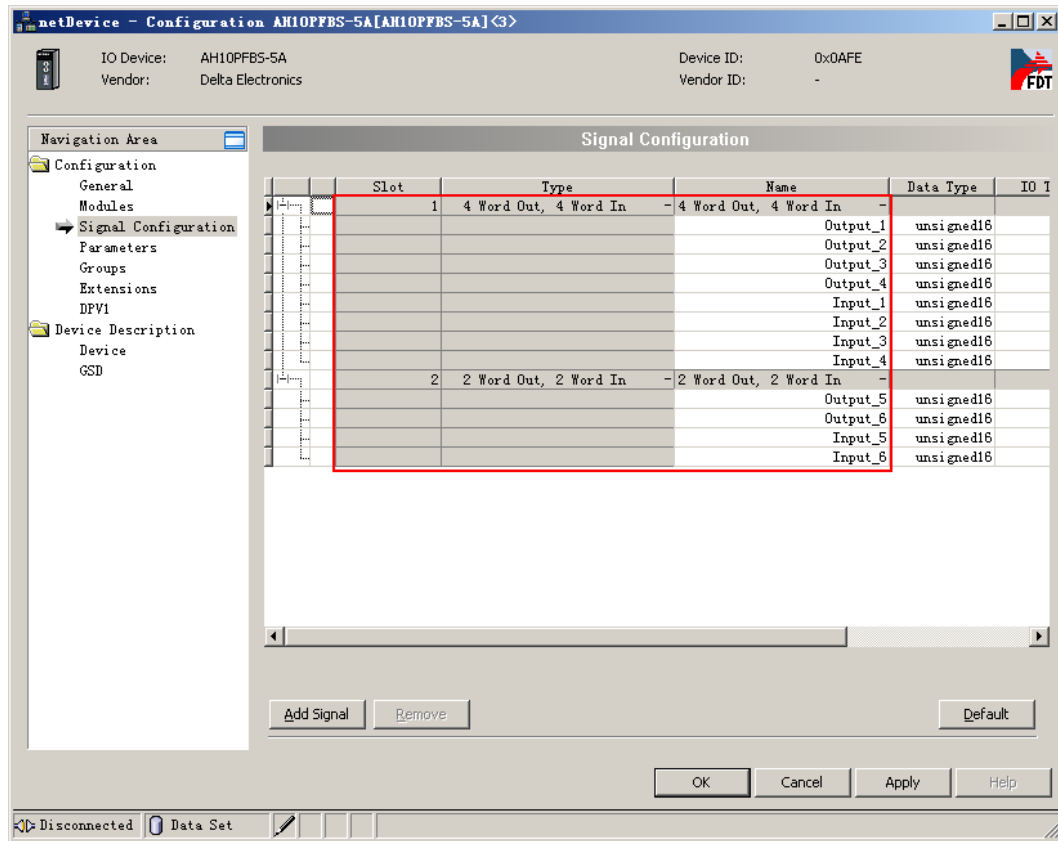 netDevice - Configuration AH10PFBS-5A[AH10PFBS-5A]<3>
IO Device: AH10PFBS-5A Device ID: 0x0AFE
Vendor: Delta Electronics Vendor ID: -
FDT
Navigation Area
Signal Configuration
Configuration
General
Modules
Signal Configuration
Parameters
Groups
Extensions
DPV1
Device Description
Device
GSD
Slot Type Name Data Type IO T
1 4 Word Out, 4 Word In - 4 Word Out, 4 Word In -
Output_1 unsigned16
Output_2 unsigned16
Output_3 unsigned16
Output_4 unsigned16
Input_1 unsigned16
Input_2 unsigned16
Input_3 unsigned16
Input_4 unsigned16
2 2 Word Out, 2 Word In - 2 Word Out, 2 Word In -
Output_5 unsigned16
Output_6 unsigned16
Input_5 unsigned16
Input_6 unsigned16
Add Signal Remove Default
OK Cancel Apply Help
Disconnected Data Set